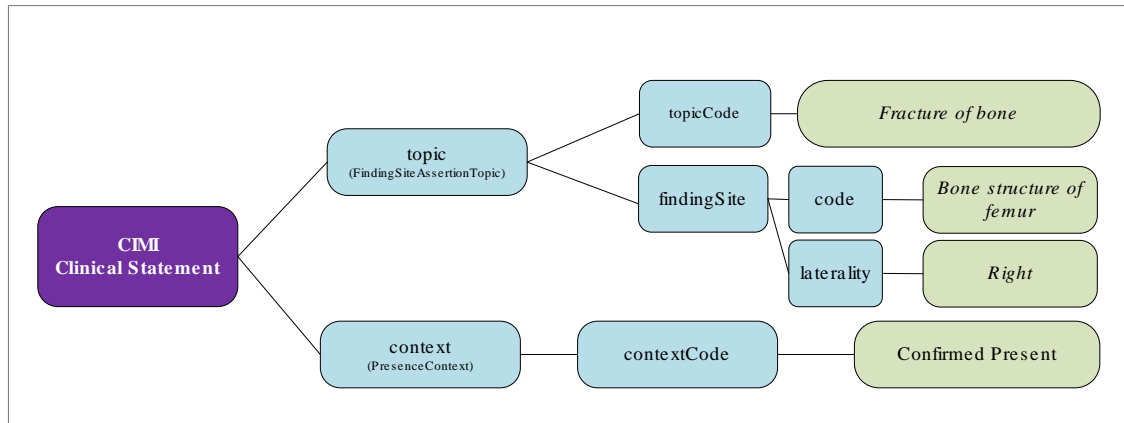 CIMI
Clinical Statement
topic
(FindingSiteAssertionTopic)
topicCode
Fracture of bone
findingSite
code
Bone structure of
femur
laterality
Right
context
(PresenceContext)
contextCode
Confirmed Present